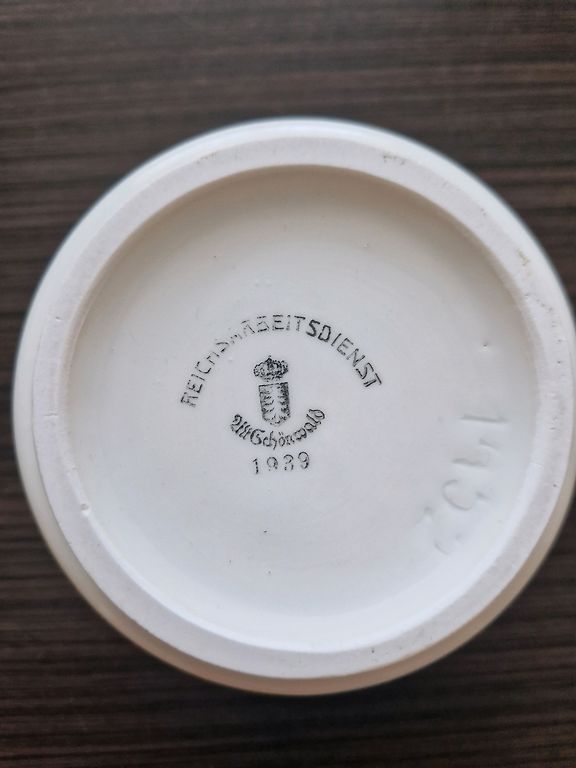 REICHSARBEITSDIENST
Alt Schönwald
1939